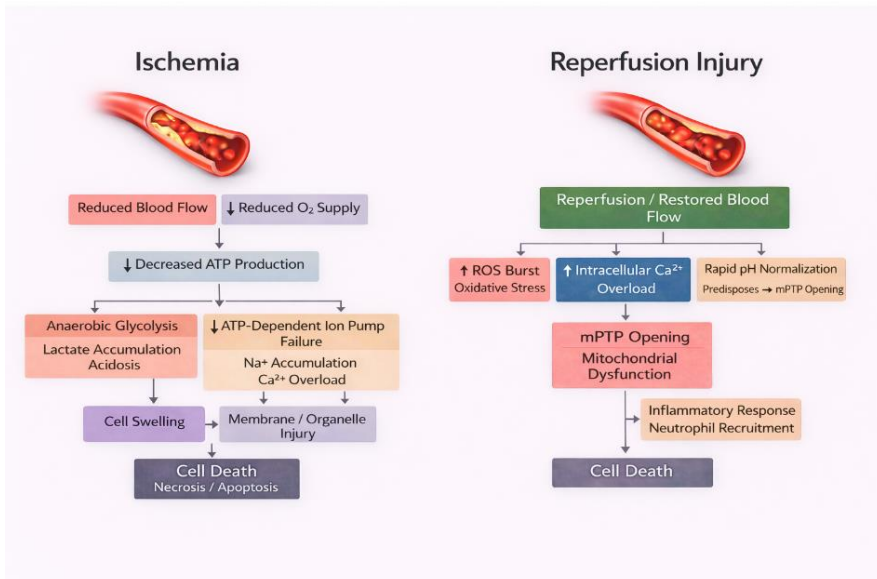 Ischemia
Reduced Blood Flow
↓ Reduced O₂ Supply
↓ Decreased ATP Production
Anaerobic Glycolysis
Lactate Accumulation
Acidosis
↓ ATP-Dependent Ion Pump
Failure
Na⁺ Accumulation
Ca²⁺ Overload
Cell Swelling
Membrane / Organelle
Injury
Cell Death
Necrosis / Apoptosis
Reperfusion Injury
Reperfusion / Restored Blood
Flow
↑ ROS Burst
Oxidative Stress
↑ Intracellular Ca²⁺
Overload
Rapid pH Normalization
Predisposes → mPTP Opening
mPTP Opening
Mitochondrial
Dysfunction
Inflammatory Response
Neutrophil Recruitment
Cell Death